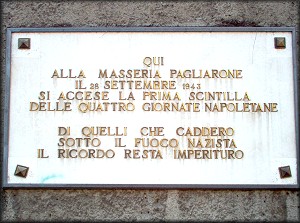 QUI
ALLA MASSERIA PAGLIARONE
IL 28 SETTEMBRE 1943
SI ACCESE LA PRIMA SCINTILLA
DELLE QUATTRO GIORNATE NAPOLETANE
DI QUELLI CHE CADDERO
SOTTO IL FUOCO NAZISTA
IL RICORDO RESTA IMPERITURO